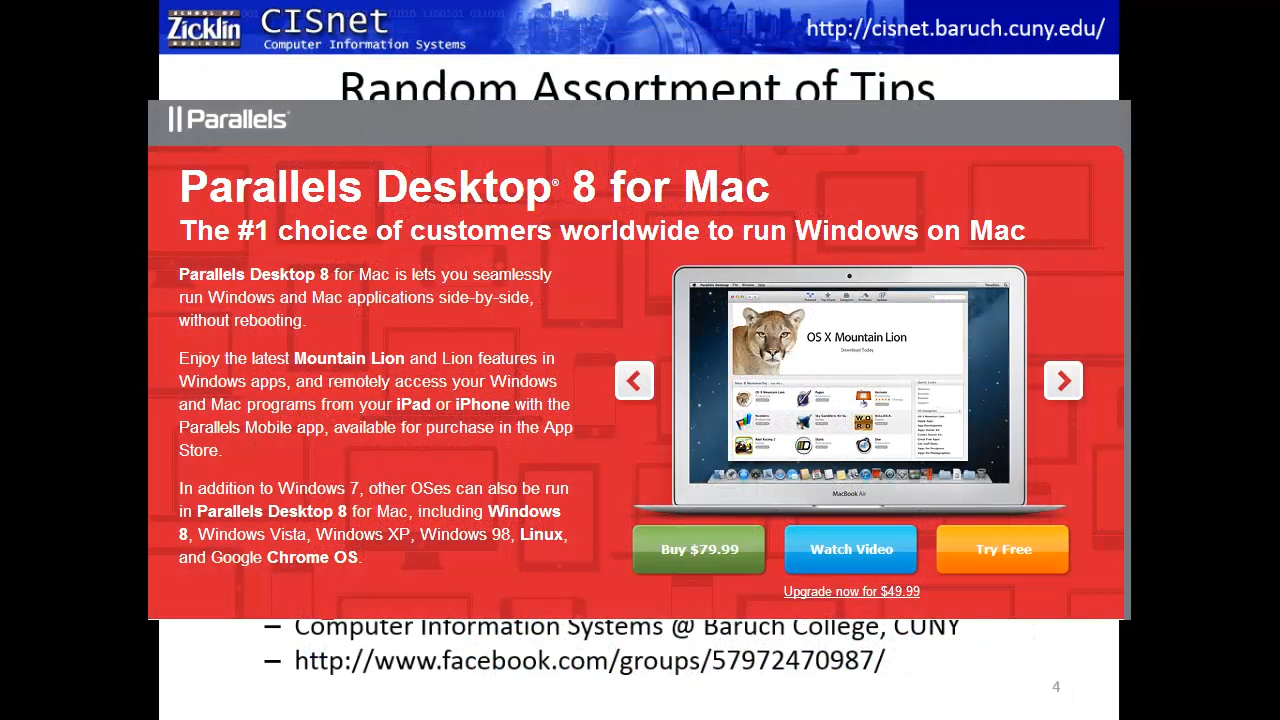 SCHOOL OF
Zicklin
BUSINESS
CISnet
Computer Information Systems
http://cisnet.baruch.cuny.edu/
Random Assortment of Tips
Parallels
Parallels Desktop® 8 for Mac
The #1 choice of customers worldwide to run Windows on Mac
Parallels Desktop 8 for Mac is lets you seamlessly
run Windows and Mac applications side-by-side,
without rebooting.
Enjoy the latest Mountain Lion and Lion features in
Windows apps, and remotely access your Windows
and Mac programs from your iPad or iPhone with the
Parallels Mobile app, available for purchase in the App
Store.
In addition to Windows 7, other OSes can also be run
in Parallels Desktop 8 for Mac, including Windows
8, Windows Vista, Windows XP, Windows 98, Linux,
and Google Chrome OS.
OS X Mountain Lion
Download Today
MacBook Air
Buy $79.99
Watch Video
Try Free
Upgrade now for $49.99
– Computer Information Systems @ Baruch College, CUNY
– http://www.facebook.com/groups/57972470987/
4